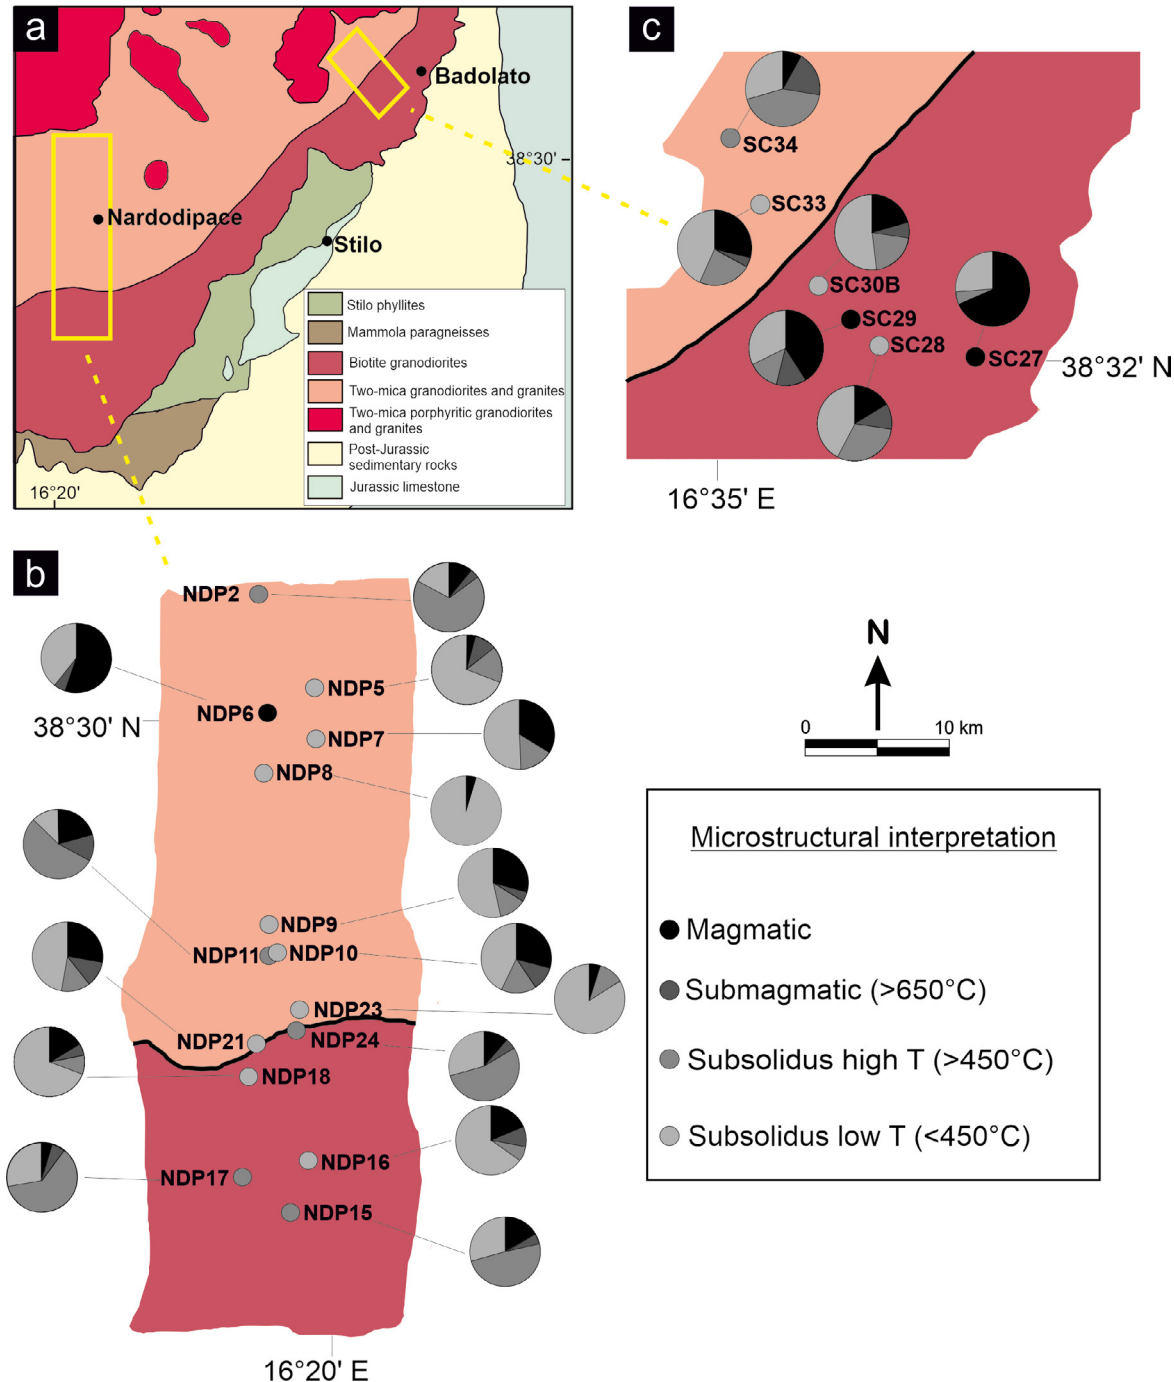 a
Badolato
38°30'
Nardodipace
Stilo
Stilo phyllites
Mammola paragneisses
Biotite granodiorites
Two-mica granodiorites and granites
Two-mica porphyritic granodiorites
and granites
Post-Jurassic
sedimentary rocks
Jurassic limestone
16°20'
c
SC34
SC33
SC30B
SC29
SC28
SC27
38°32' N
16°35' E
b
NDP2
NDP5
NDP6
38°30' N
NDP7
NDP8
NDP9
NDP11
NDP10
NDP23
NDP21
NDP24
NDP18
NDP16
NDP17
NDP15
16°20' E
N
0
10 km
Microstructural interpretation
Magmatic
Submagmatic (>650°C)
Subsolidus high T (>450°C)
Subsolidus low T (<450°C)